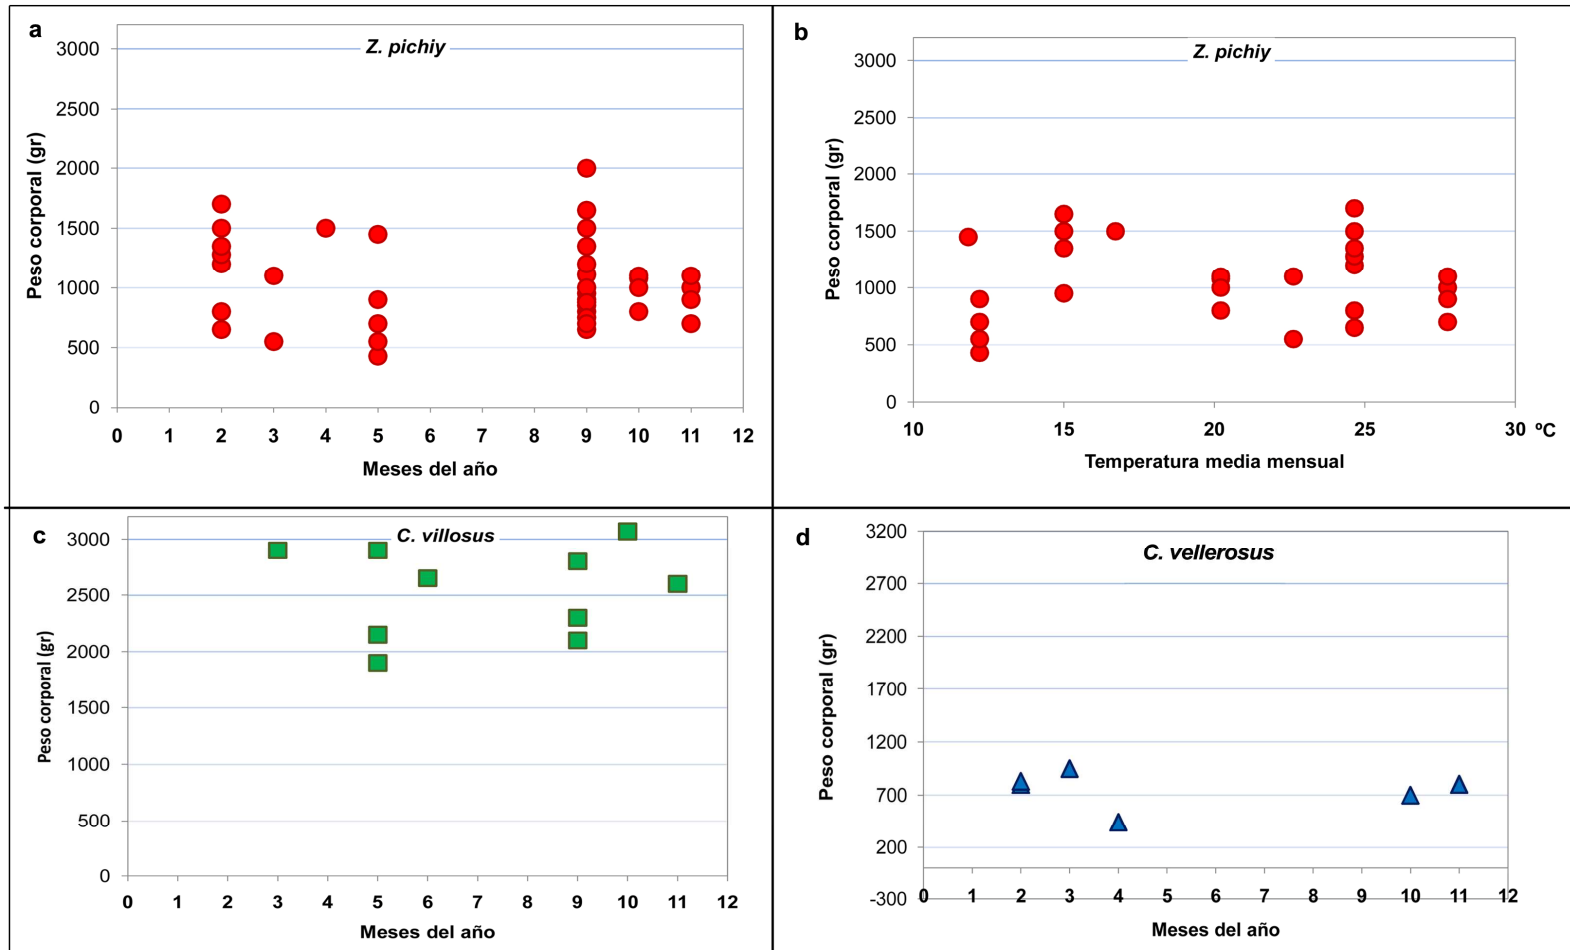 a
Z. pichiy
3000
2500
2000
1500
1000
500
0
Peso corporal (gr)
0 1 2 3 4 5 6 7 8 9 10 11 12
Meses del año
b
Z. pichiy
3000
2500
2000
1500
1000
500
0
Peso corporal (gr)
10 15 20 25 30 ºC
Temperatura media mensual
c
C. villosus
3000
2500
2000
1500
1000
500
0
Peso corporal (gr)
0 1 2 3 4 5 6 7 8 9 10 11 12
Meses del año
d
C. vellerosus
3200
2700
2200
1700
1200
700
200
-300
Peso corporal (gr)
0 1 2 3 4 5 6 7 8 9 10 11 12
Meses del año